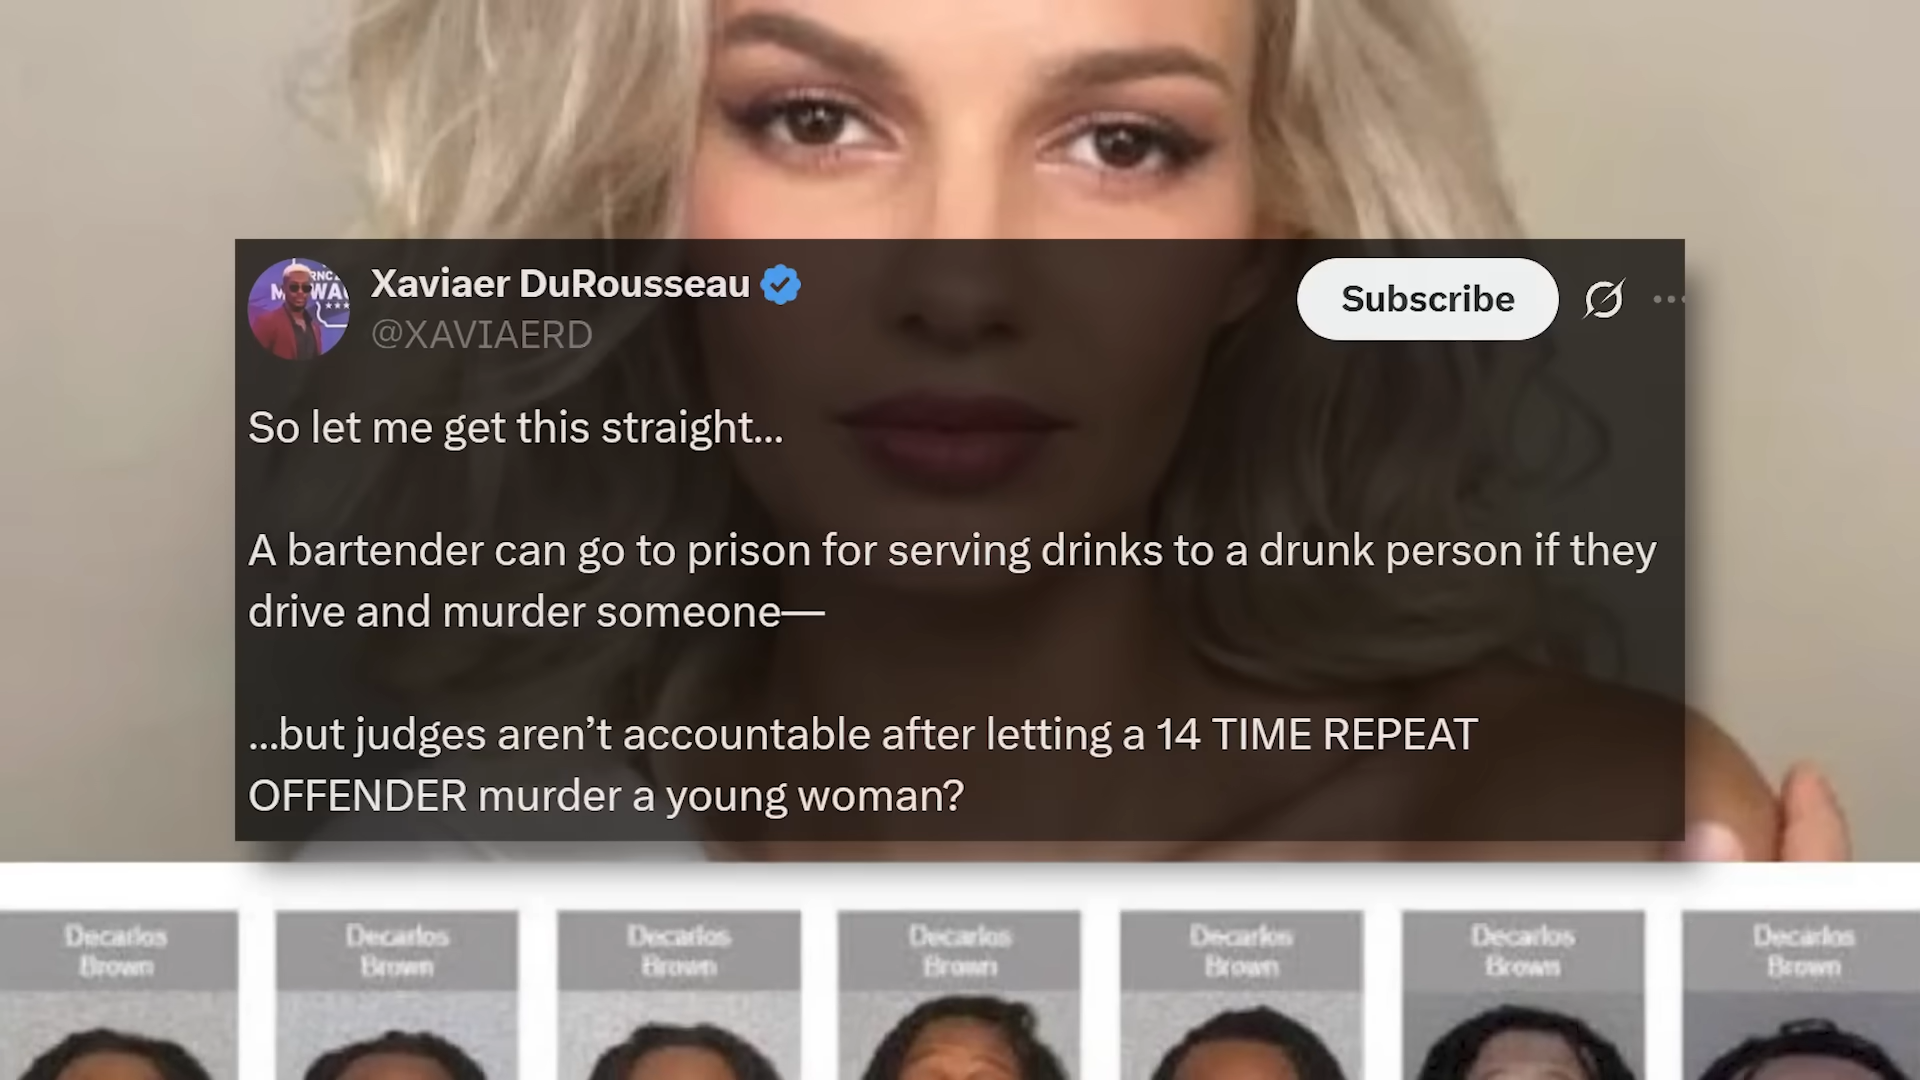 Xaviaer DuRousseau
@XAVIAERD
Subscribe
So let me get this straight...
A bartender can go to prison for serving drinks to a drunk person if they
drive and murder someone—
...but judges aren’t accountable after letting a 14 TIME REPEAT
OFFENDER murder a young woman?
Decarlos
Brown
Decarlos
Brown
Decarlos
Brown
Decarlos
Brown
Decarlos
Brown
Decarlos
Brown
Decarlos
Brown